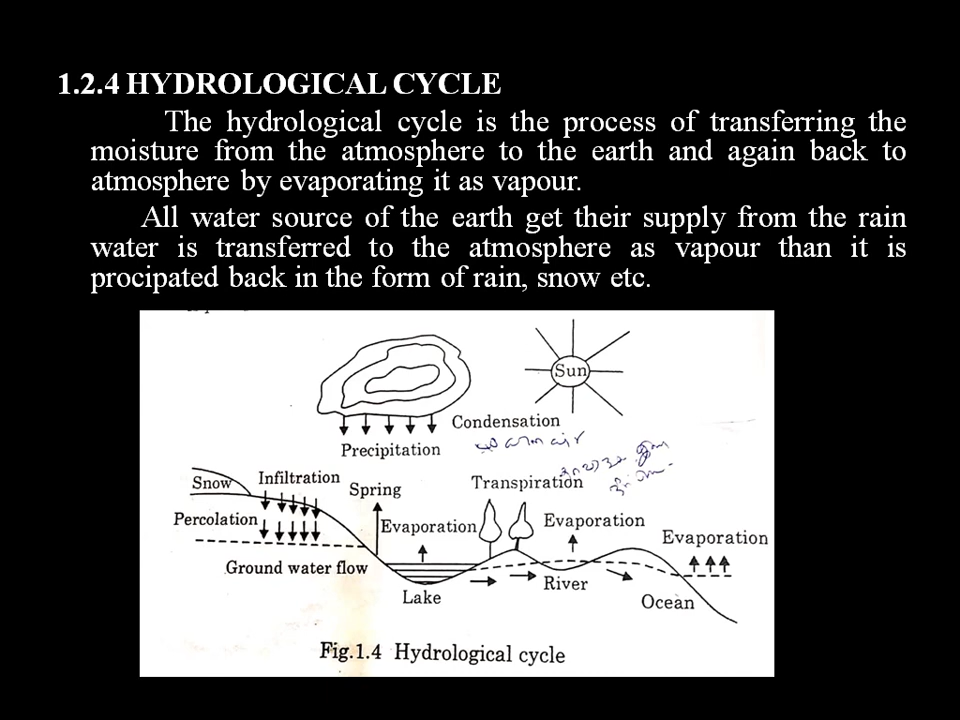 1.2.4 HYDROLOGICAL CYCLE
The hydrological cycle is the process of transferring the
moisture from the atmosphere to the earth and again back to
atmosphere by evaporating it as vapour.
All water source of the earth get their supply from the rain
water is transferred to the atmosphere as vapour than it is
procipated back in the form of rain, snow etc.
Sun
Condensation
Precipitation
Snow
Infiltration
Spring
Transpiration
Percolation
Evaporation
Evaporation
Evaporation
Ground water flow
Lake
River
Ocean
Fig.1.4 Hydrological cycle